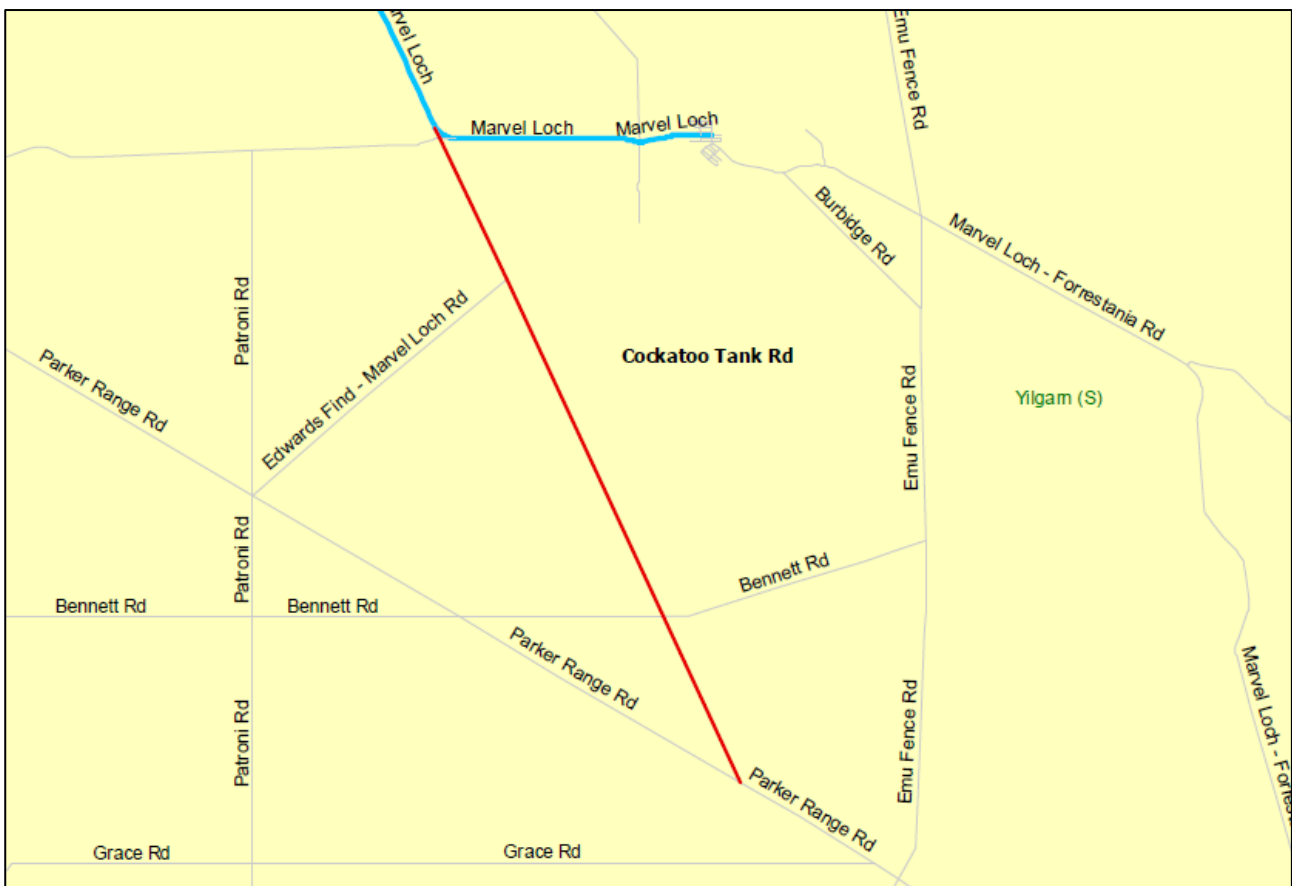 arvel Loch
Emu Fence Rd
Marvel Loch
Marvel Loch
Burbidge Rd
Marvel Loch - Forrestania Rd
Patroni Rd
Parker Range Rd
Edwards Find - Marvel Loch Rd
Cockatoo Tank Rd
Emu Fence Rd
Yilgarn (S)
Patroni Rd
Bennett Rd
Bennett Rd
Bennett Rd
Parker Range Rd
Patroni Rd
Emu Fence Rd
Marvel Loch - Forrest
Parker Range Rd
Grace Rd
Grace Rd